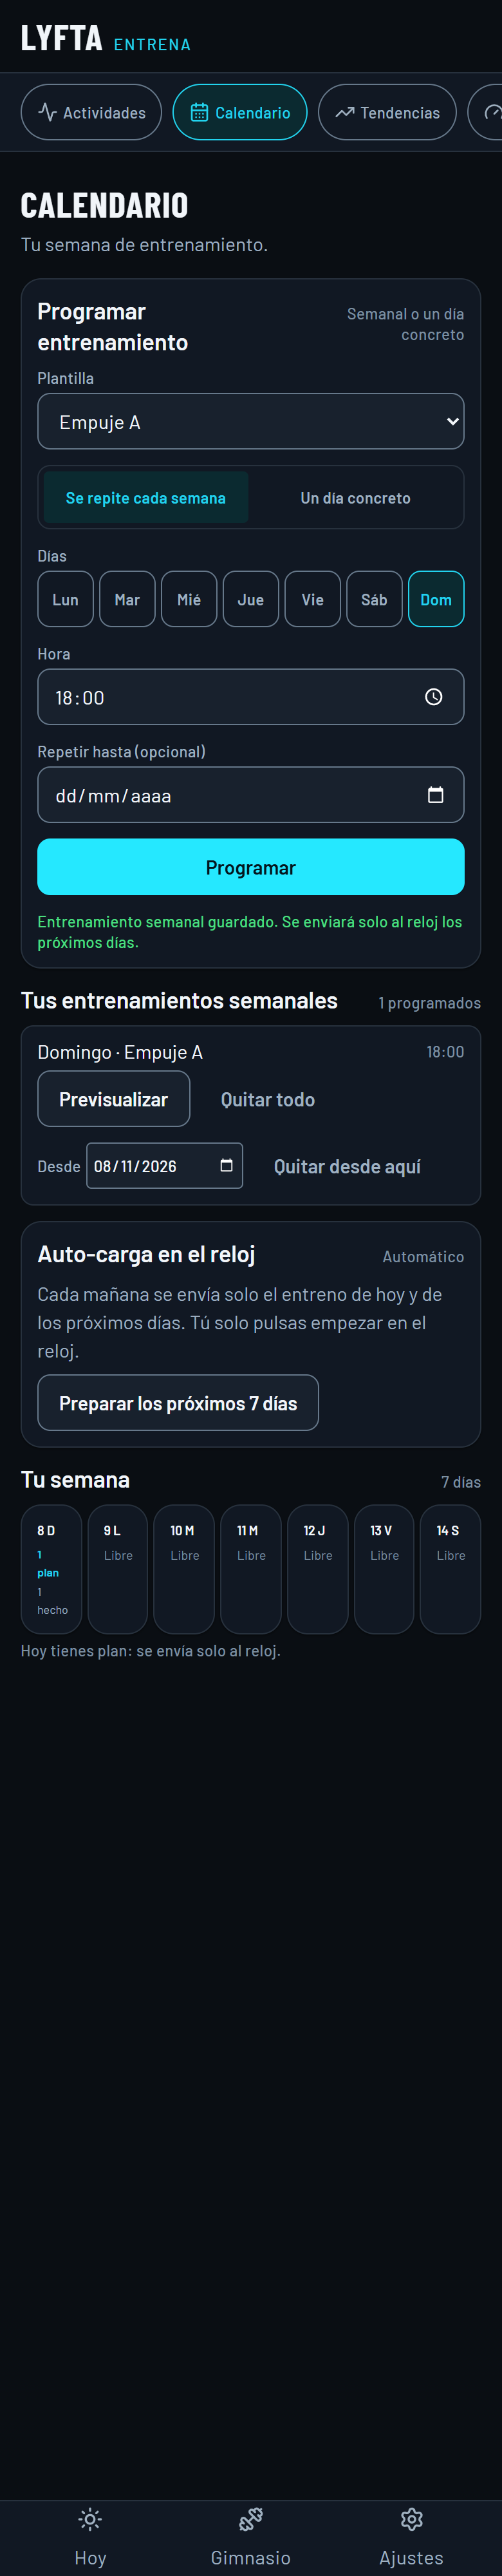 LYFTA ENTRENA
Actividades
Calendario
Tendencias
CALENDARIO
Tu semana de entrenamiento.
Programar
entrenamiento
Semanal o un día
concreto
Plantilla
Empuje A
Se repite cada semana
Un día concreto
Días
Lun
Mar
Mié
Jue
Vie
Sáb
Dom
Hora
18:00
Repetir hasta (opcional)
dd/mm/aaaa
Programar
Entrenamiento semanal guardado. Se enviará solo al reloj los
próximos días.
Tus entrenamientos semanales
1 programados
Domingo · Empuje A
18:00
Previsualizar
Quitar todo
Desde
08/11/2026
Quitar desde aquí
Auto-carga en el reloj
Automático
Cada mañana se envía solo el entreno de hoy y de
los próximos días. Tú solo pulsas empezar en el
reloj.
Preparar los próximos 7 días
Tu semana
7 días
8 D
1
plan
1
hecho
9 L
Libre
10 M
Libre
11 M
Libre
12 J
Libre
13 V
Libre
14 S
Libre
Hoy tienes plan: se envía solo al reloj.
Hoy
Gimnasio
Ajustes